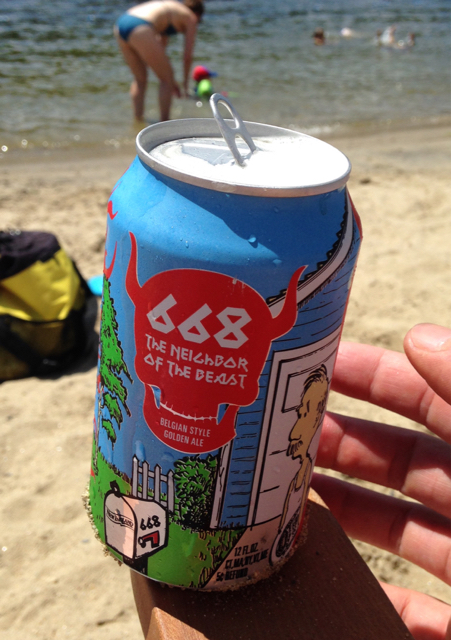 668
THE NEIGHBOR
OF THE BEAST
BELGIAN STYLE
GOLDEN ALE
668
12 FL OZ